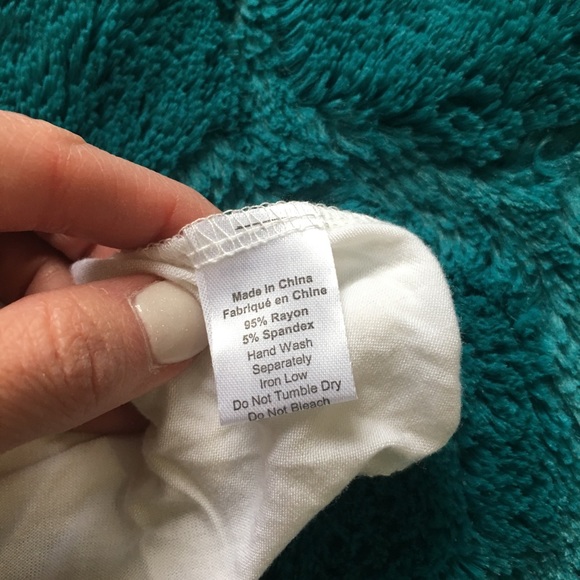 Made in China
Fabriqué en Chine
95% Rayon
5% Spandex
Hand Wash
Separately
Iron Low
Do Not Tumble Dry
Do Not Bleach